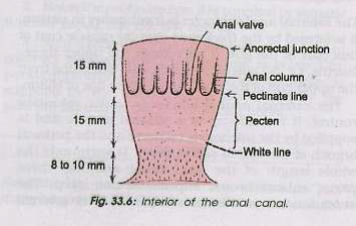 Anal valve
Anorectal junction
15 mm
Anal column
Pectinate line
15 mm
Pecten
White line
8 to 10 mm
Fig. 33.6: Interior of the anal canal.